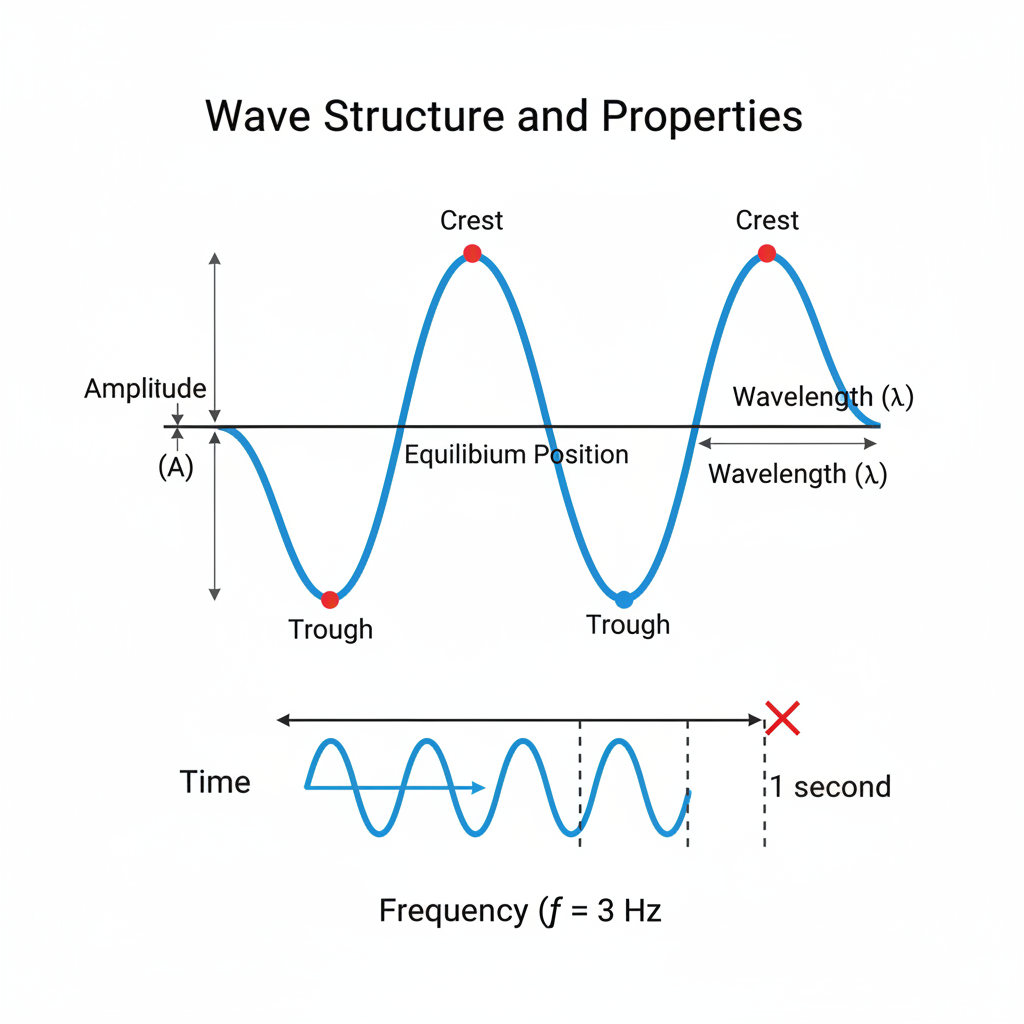 Wave Structure and Properties
Crest
Crest
Amplitude
Wavelength (λ)
(A)
Equilibium Position
Wavelength (λ)
Trough
Trough
Time
1 second
Frequency (f = 3 Hz